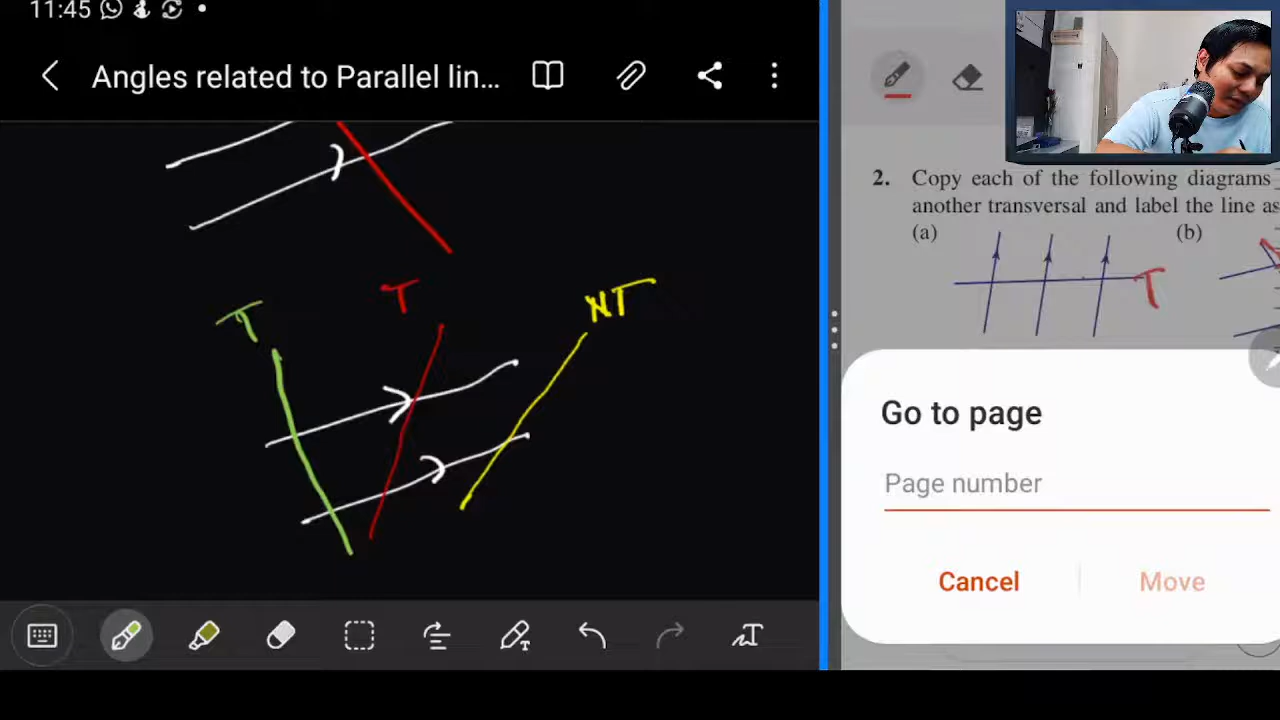 11:45
Angles related to Parallel lin...
T
T
NT
2. Copy each of the following diagrams
another transversal and label the line as
(a)
(b)
T
Go to page
Page number
Cancel
Move
T